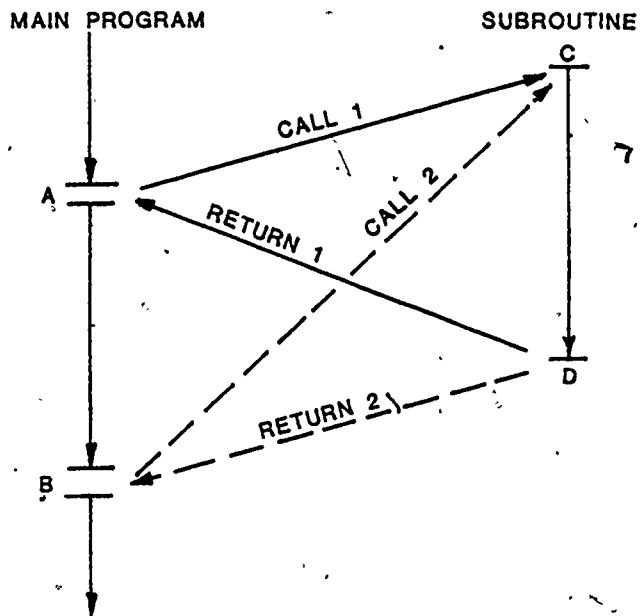 MAIN PROGRAM
SUBROUTINE
C
CALL 1
A
CALL 2
RETURN 1
D
RETURN 2
B